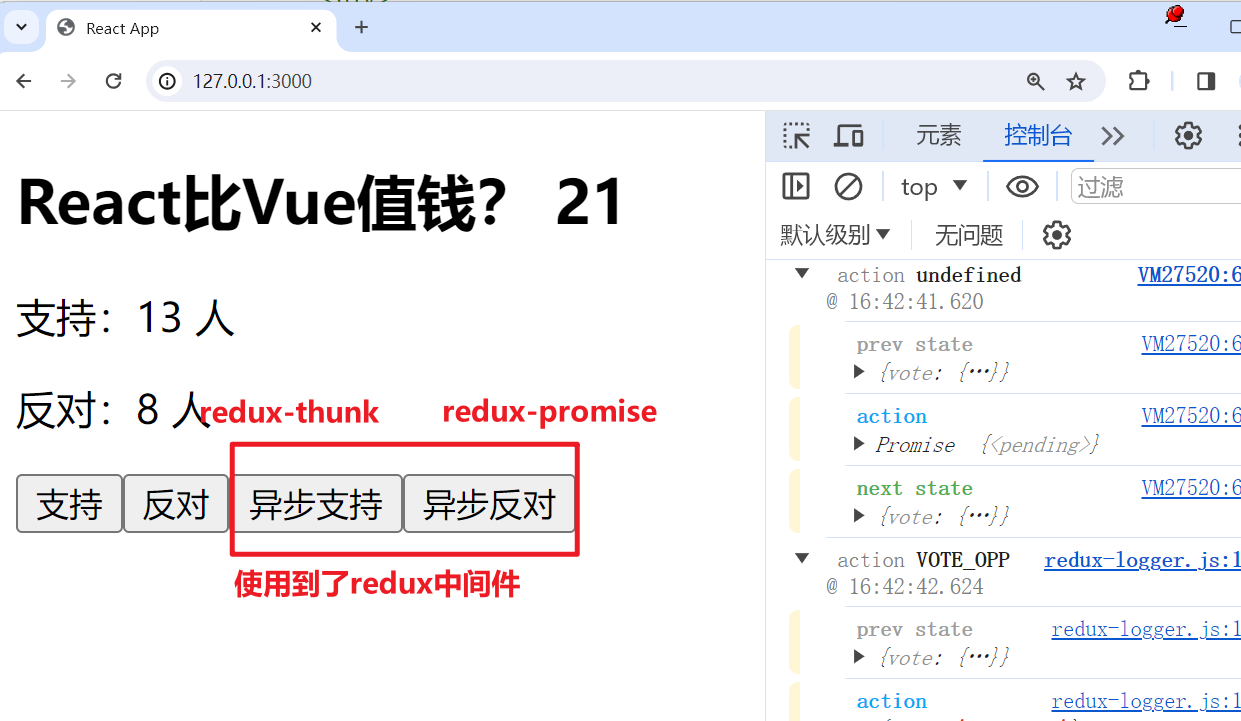 React App
127.0.0.1:3000
React比Vue值钱? 21
支持：13 人
反对：8 人
redux-thunk
redux-promise
支持
反对
异步支持
异步反对
使用到了redux中间件
元素
控制台
top
过滤
默认级别
无问题
action undefined
VM27520:6
@ 16:42:41.620
prev state
VM27520:6
{vote: {…}}
action
VM27520:6
Promise {<pending>}
next state
VM27520:6
{vote: {…}}
action VOTE_OPP
redux-logger.js:1
@ 16:42:42.624
prev state
redux-logger.js:1
{vote: {…}}
action
redux-logger.js:1